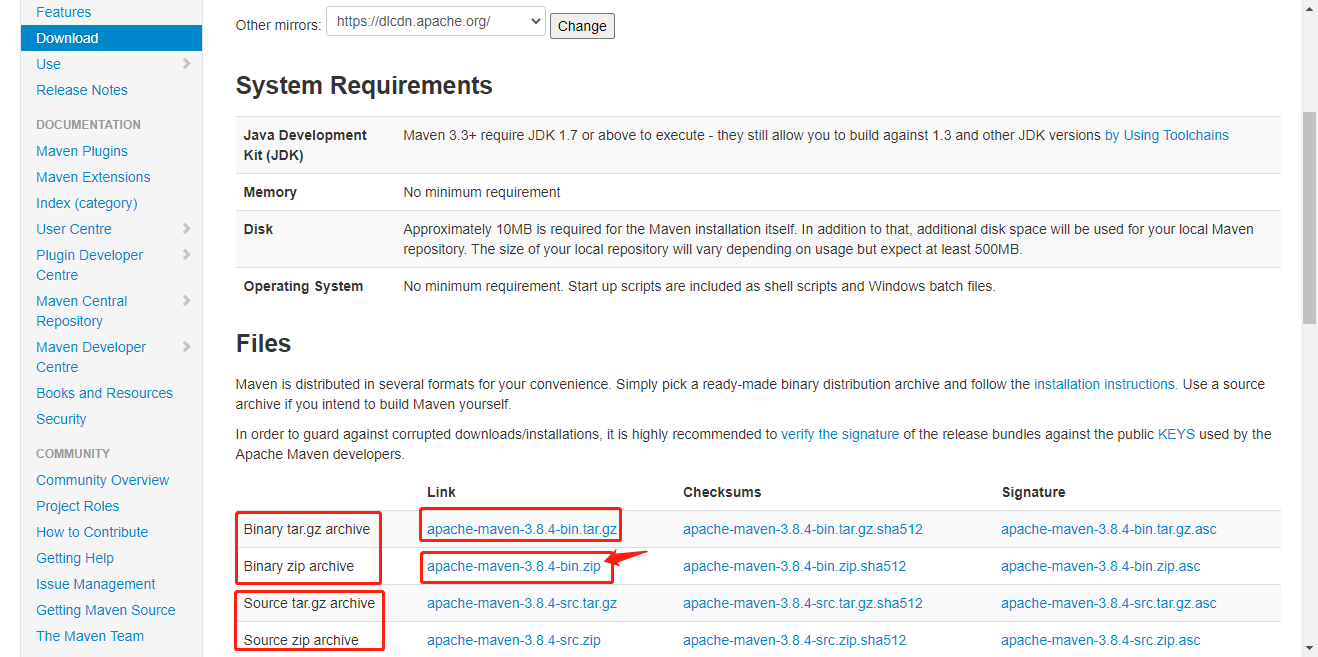 Features
Download
Use
Release Notes
DOCUMENTATION
Maven Plugins
Maven Extensions
Index (category)
User Centre
Plugin Developer
Centre
Maven Central
Repository
Maven Developer
Centre
Books and Resources
Security
COMMUNITY
Community Overview
Project Roles
How to Contribute
Getting Help
Issue Management
Getting Maven Source
The Maven Team
Other mirrors: https://dlcdn.apache.org/ Change
System Requirements
Java Development Kit (JDK) Maven 3.3+ require JDK 1.7 or above to execute - they still allow you to build against 1.3 and other JDK versions by Using Toolchains
Memory No minimum requirement
Disk Approximately 10MB is required for the Maven installation itself. In addition to that, additional disk space will be used for your local Maven
repository. The size of your local repository will vary depending on usage but expect at least 500MB.
Operating System No minimum requirement. Start up scripts are included as shell scripts and Windows batch files.
Files
Maven is distributed in several formats for your convenience. Simply pick a ready-made binary distribution archive and follow the installation instructions. Use a source
archive if you intend to build Maven yourself.
In order to guard against corrupted downloads/installations, it is highly recommended to verify the signature of the release bundles against the public KEYS used by the
Apache Maven developers.
Link Checksums Signature
Binary tar.gz archive apache-maven-3.8.4-bin.tar.gz apache-maven-3.8.4-bin.tar.gz.sha512 apache-maven-3.8.4-bin.tar.gz.asc
Binary zip archive apache-maven-3.8.4-bin.zip apache-maven-3.8.4-bin.zip.sha512 apache-maven-3.8.4-bin.zip.asc
Source tar.gz archive apache-maven-3.8.4-src.tar.gz apache-maven-3.8.4-src.tar.gz.sha512 apache-maven-3.8.4-src.tar.gz.asc
Source zip archive apache-maven-3.8.4-src.zip apache-maven-3.8.4-src.zip.sha512 apache-maven-3.8.4-src.zip.asc